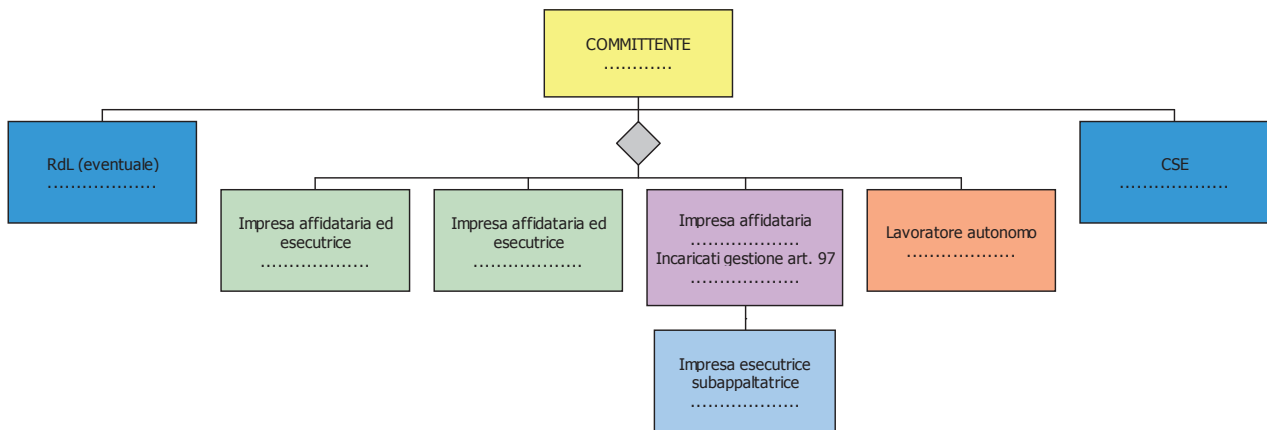 COMMITTENTE
............
RdL (eventuale)
...................
CSE
...................
Impresa affidataria ed
esecutrice
...................
Impresa affidataria ed
esecutrice
...................
Impresa affidataria
...................
Incaricati gestione art. 97
...................
Lavoratore autonomo
...................
Impresa esecutrice
subappaltatrice
...................